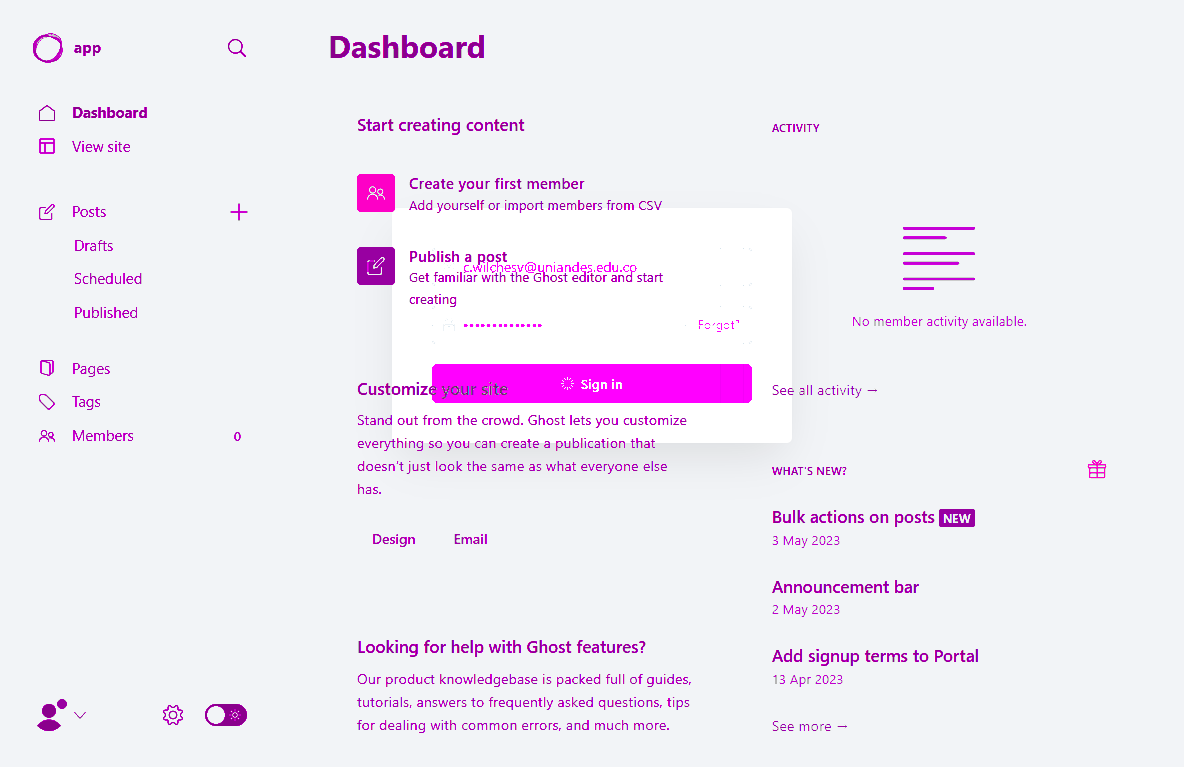 app
Dashboard
View site
Posts
Drafts
Scheduled
Published
Pages
Tags
Members 0
Dashboard
Start creating content
Create your first member
Add yourself or import members from CSV
Publish a post
Get familiar with the Ghost editor and start
creating
c.wilchesv@uniandes.edu.co
Forgot?
Sign in
Customize your site
Stand out from the crowd. Ghost lets you customize
everything so you can create a publication that
doesn't just look the same as what everyone else
has.
Design Email
Looking for help with Ghost features?
Our product knowledgebase is packed full of guides,
tutorials, answers to frequently asked questions, tips
for dealing with common errors, and much more.
ACTIVITY
No member activity available.
See all activity →
WHAT'S NEW?
Bulk actions on posts NEW
3 May 2023
Announcement bar
2 May 2023
Add signup terms to Portal
13 Apr 2023
See more →